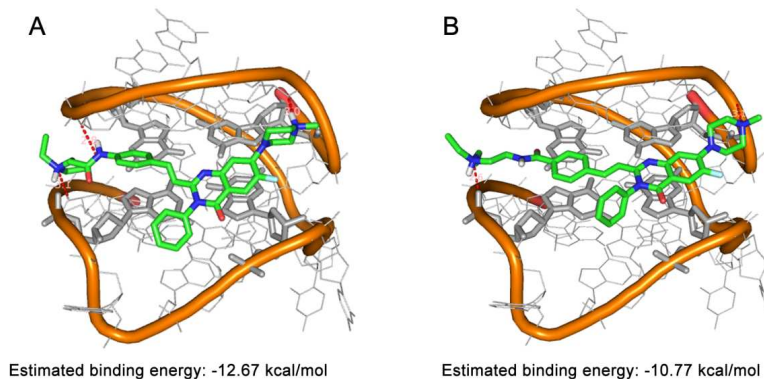 A
B
Estimated binding energy: -12.67 kcal/mol
Estimated binding energy: -10.77 kcal/mol